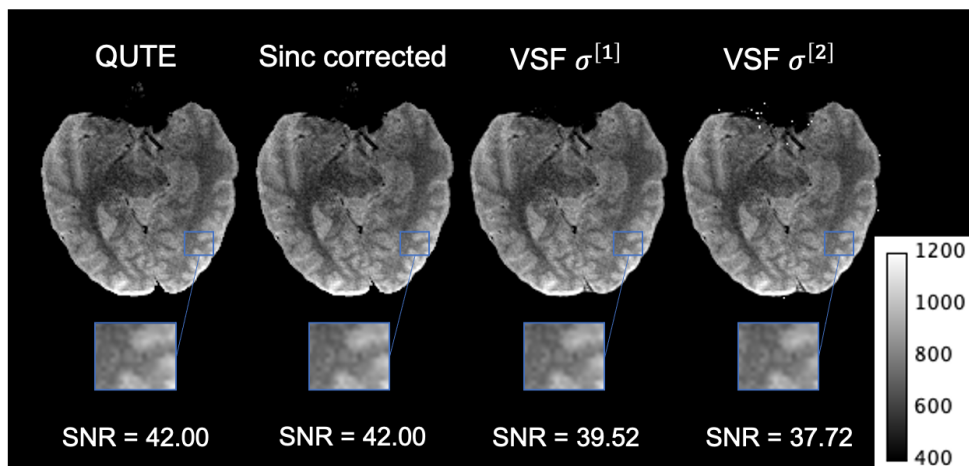 QUTE
Sinc corrected
VSF σ^[1]
VSF σ^[2]
SNR = 42.00
SNR = 42.00
SNR = 39.52
SNR = 37.72
1200
1000
800
600
400